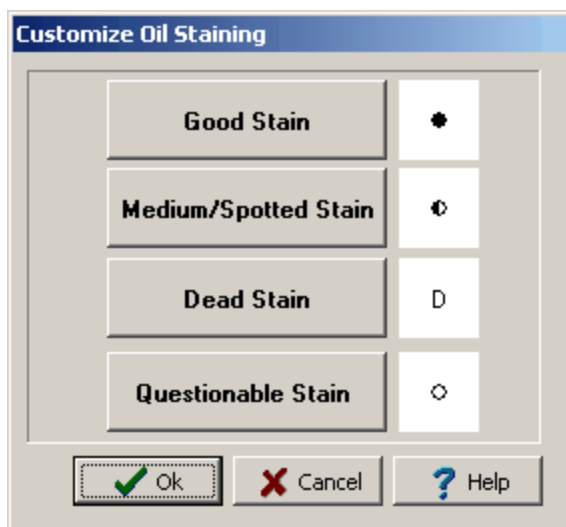 Customize Oil Staining
Good Stain
Medium/Spotted Stain
Dead Stain
D
Questionable Stain
Ok
Cancel
Help